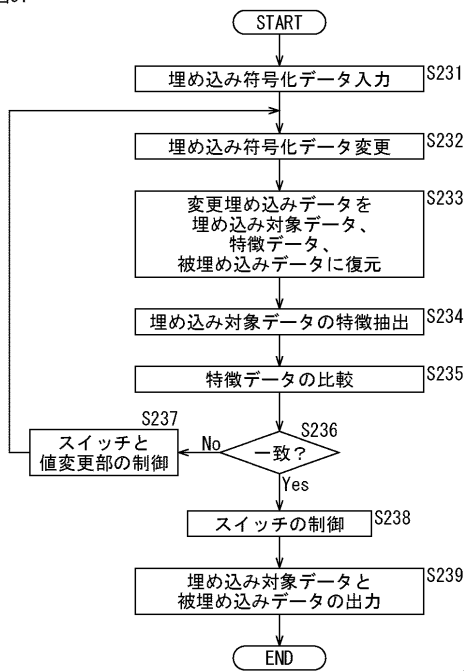 START
埋め込み符号化データ入力
S231
埋め込み符号化データ変更
S232
変更埋め込みデータを
埋め込み対象データ、
特徴データ、
被埋め込みデータに復元
S233
埋め込み対象データの特徴抽出
S234
特徴データの比較
S235
S237
スイッチと
値変更部の制御
No
S236
一致?
Yes
スイッチの制御
S238
埋め込み対象データと
被埋め込みデータの出力
S239
END